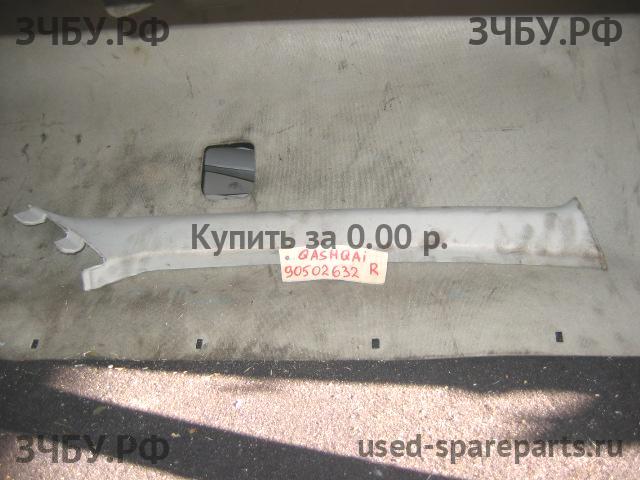 ЗЧБУ.РФ ЗЧБУ.РФ
Купить за 0.00 р.
QASHQAi
90502632 R
ЗЧБУ.РФ used-spareparts.ru